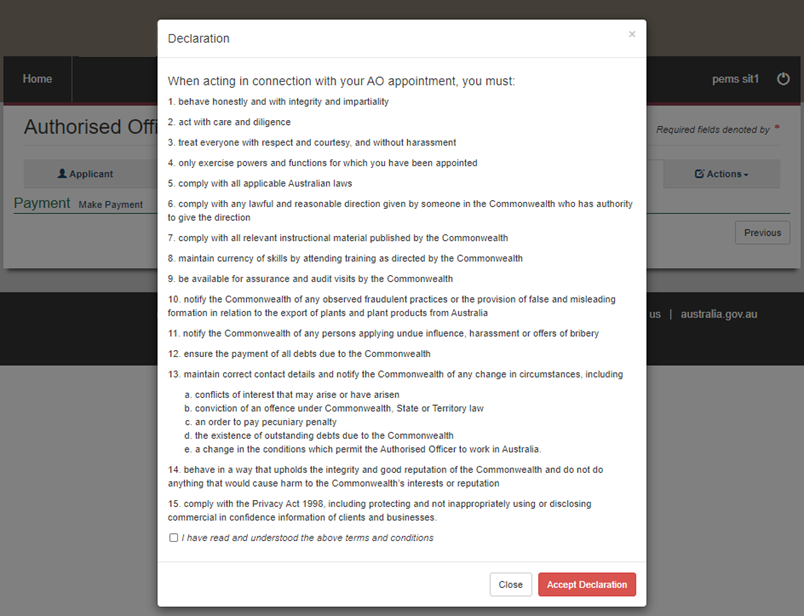 Declaration
×
Home
pems sit1
Authorised Offi
Required fields denoted by *
Applicant
Actions
Payment Make Payment
Previous
us | australia.gov.au
When acting in connection with your AO appointment, you must:
1. behave honestly and with integrity and impartiality
2. act with care and diligence
3. treat everyone with respect and courtesy, and without harassment
4. only exercise powers and functions for which you have been appointed
5. comply with all applicable Australian laws
6. comply with any lawful and reasonable direction given by someone in the Commonwealth who has authority
to give the direction
7. comply with all relevant instructional material published by the Commonwealth
8. maintain currency of skills by attending training as directed by the Commonwealth
9. be available for assurance and audit visits by the Commonwealth
10. notify the Commonwealth of any observed fraudulent practices or the provision of false and misleading
formation in relation to the export of plants and plant products from Australia
11. notify the Commonwealth of any persons applying undue influence, harassment or offers of bribery
12. ensure the payment of all debts due to the Commonwealth
13. maintain correct contact details and notify the Commonwealth of any change in circumstances, including
a. conflicts of interest that may arise or have arisen
b. conviction of an offence under Commonwealth, State or Territory law
c. an order to pay pecuniary penalty
d. the existence of outstanding debts due to the Commonwealth
e. a change in the conditions which permit the Authorised Officer to work in Australia.
14. behave in a way that upholds the integrity and good reputation of the Commonwealth and do not do
anything that would cause harm to the Commonwealth's interests or reputation
15. comply with the Privacy Act 1998, including protecting and not inappropriately using or disclosing
commercial in confidence information of clients and businesses.
I have read and understood the above terms and conditions
Close
Accept Declaration